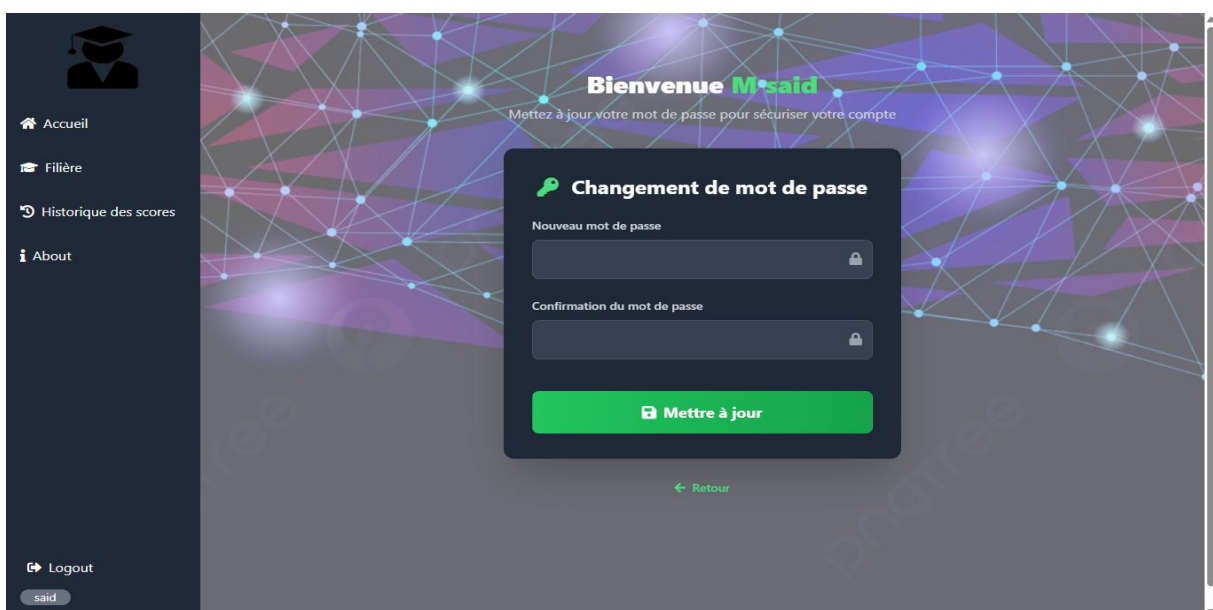 Bienvenue M•said
Mettez à jour votre mot de passe pour sécuriser votre compte
Accueil
Filière
Historique des scores
About
Changement de mot de passe
Nouveau mot de passe
Confirmation du mot de passe
Mettre à jour
← Retour
Logout
said
pngtree